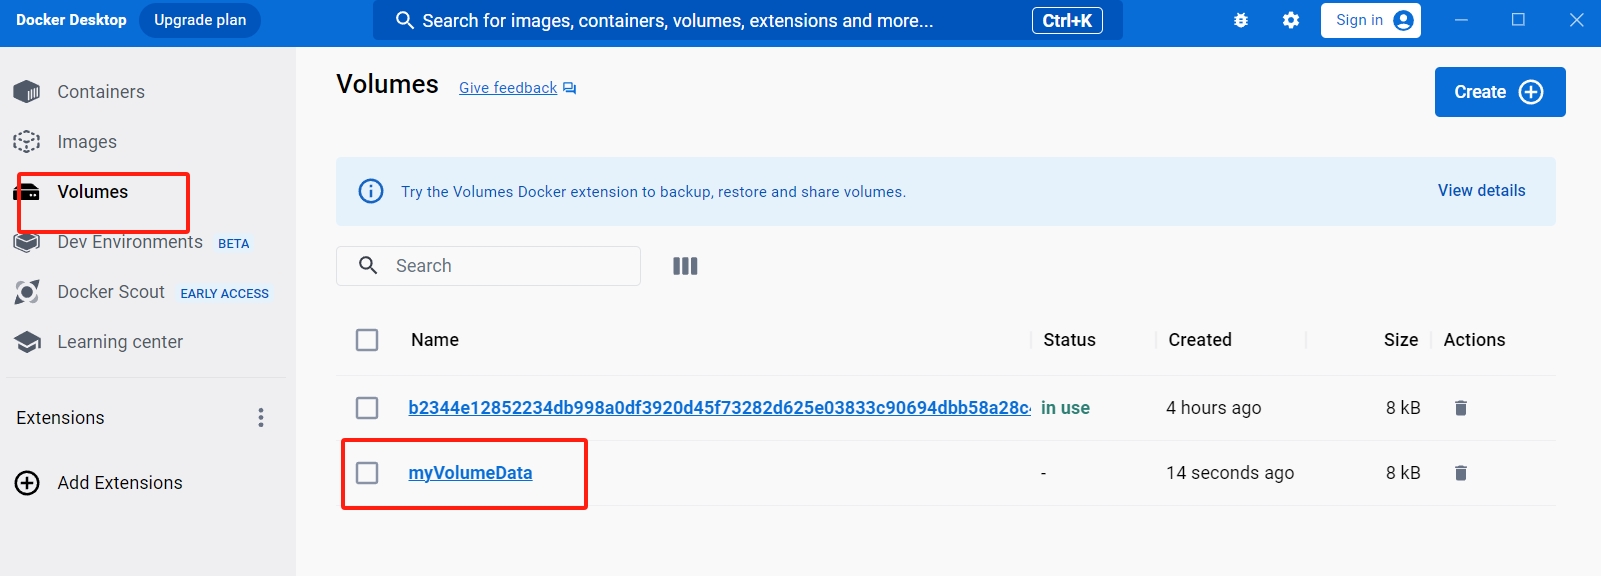 Docker Desktop Upgrade plan Search for images, containers, volumes, extensions and more... Ctrl+K Sign in
Containers
Images
Volumes
Dev Environments BETA
Docker Scout EARLY ACCESS
Learning center
Extensions
Add Extensions
Volumes Give feedback
Create
Try the Volumes Docker extension to backup, restore and share volumes. View details
Search
Name Status Created Size Actions
b2344e12852234db998a0df3920d45f73282d625e03833c90694dbb58a28c in use 4 hours ago 8 kB
myVolumeData - 14 seconds ago 8 kB